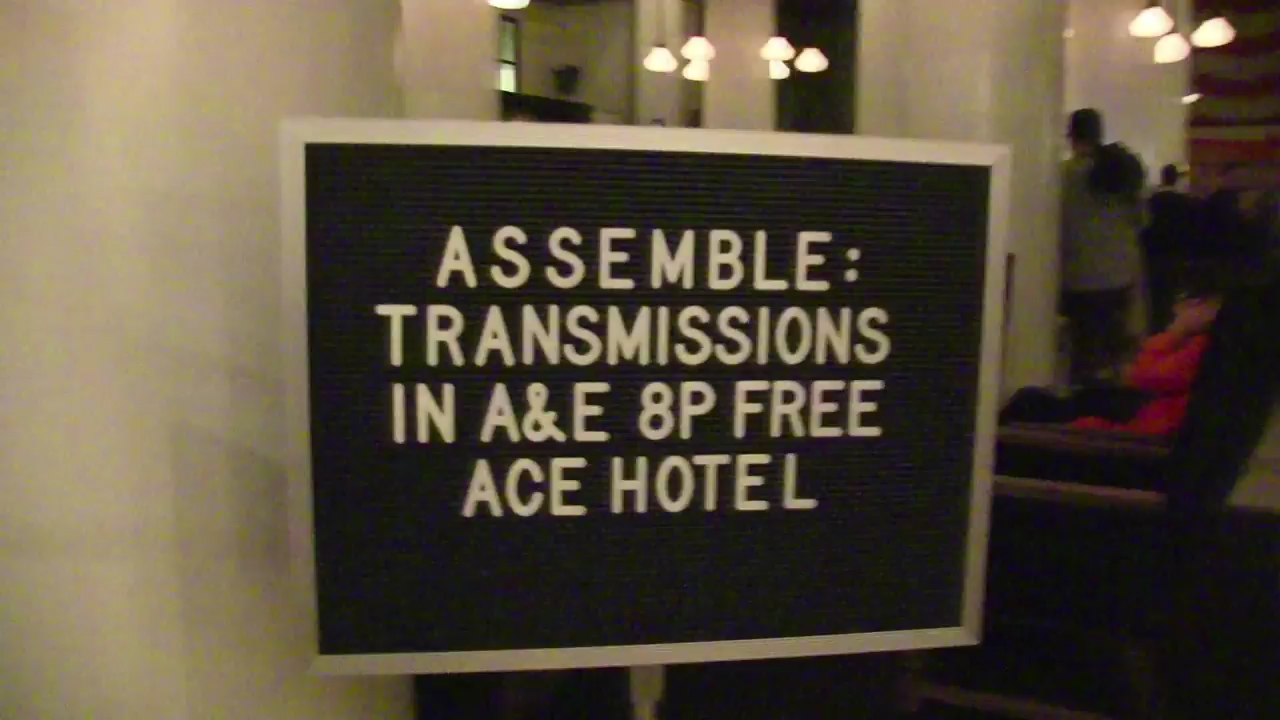 ASSEMBLE:
TRANSMISSIONS
IN A&E 8P FREE
ACE HOTEL